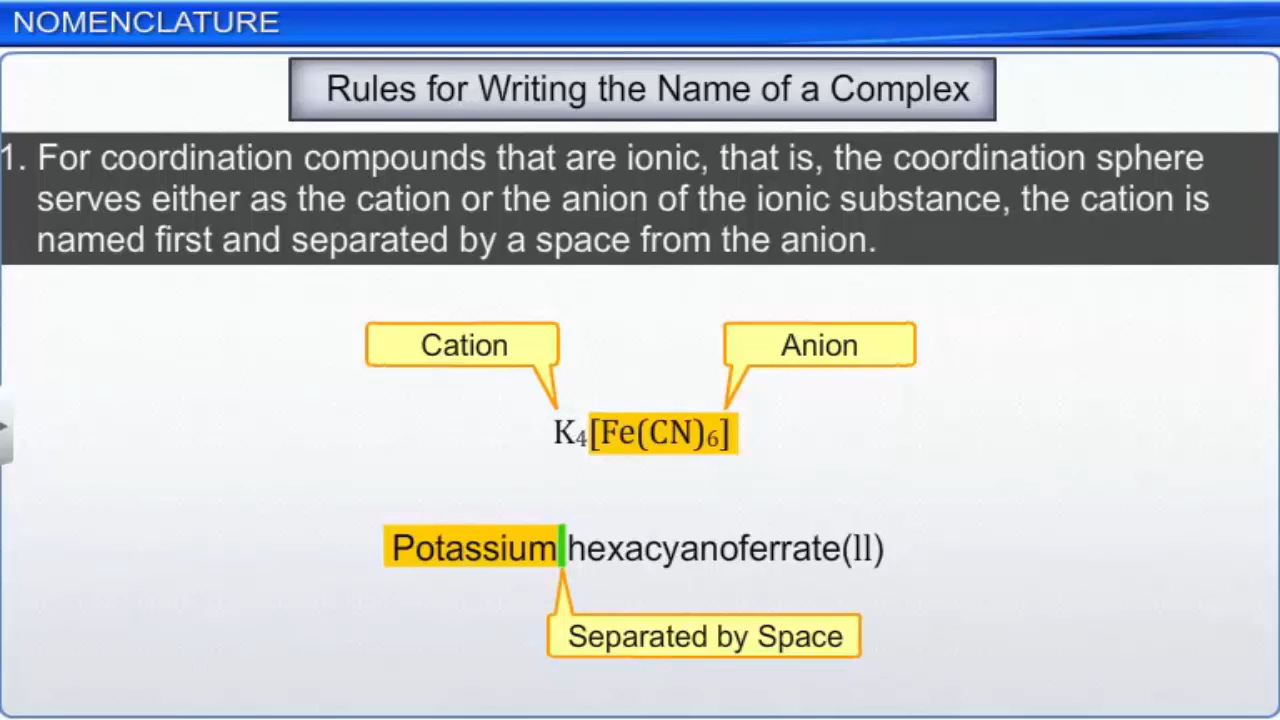 NOMENCLATURE
Rules for Writing the Name of a Complex
1. For coordination compounds that are ionic, that is, the coordination sphere
serves either as the cation or the anion of the ionic substance, the cation is
named first and separated by a space from the anion.
Cation
Anion
K₄[Fe(CN)₆]
Potassium hexacyanoferrate(ll)
Separated by Space